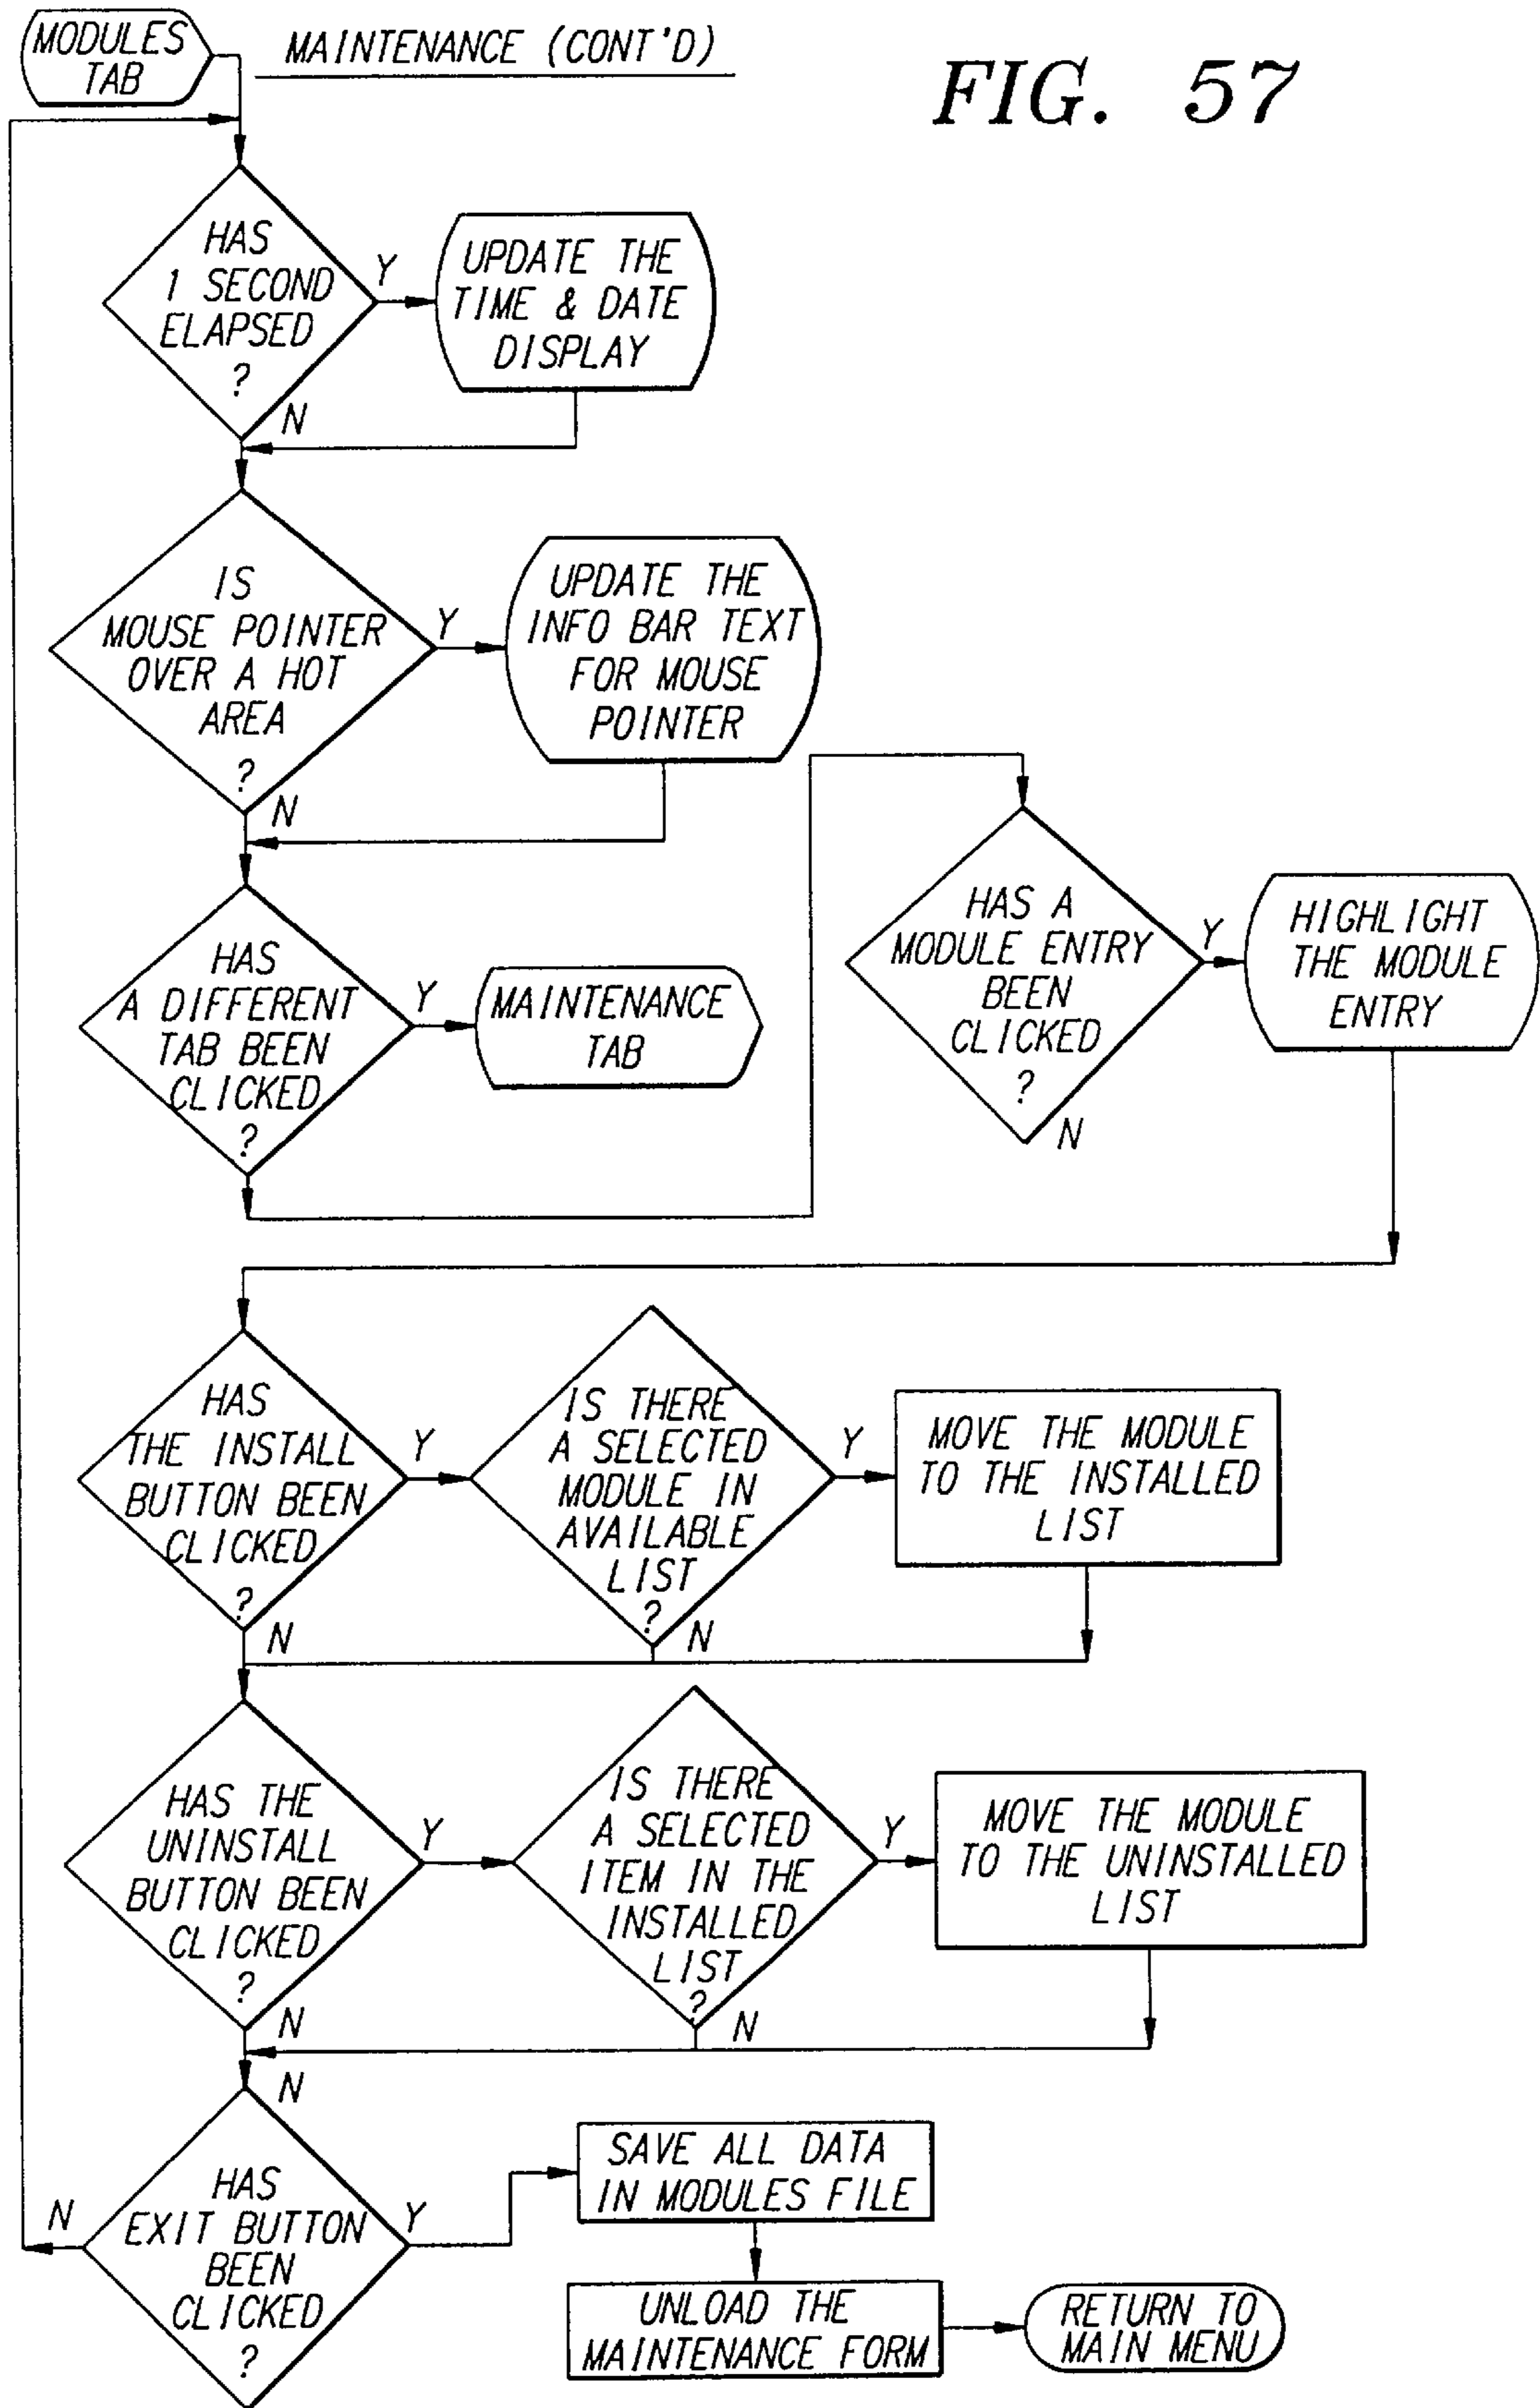 MODULES
TAB
MAINTENANCE (CONT'D)
FIG. 57
HAS
1 SECOND
ELAPSED
?
Y
N
UPDATE THE
TIME & DATE
DISPLAY
IS
MOUSE POINTER
OVER A HOT
AREA
?
Y
N
UPDATE THE
INFO BAR TEXT
FOR MOUSE
POINTER
HAS
A DIFFERENT
TAB BEEN
CLICKED
?
Y
MAINTENANCE
TAB
HAS A
MODULE ENTRY
BEEN
CLICKED
?
Y
N
HIGHLIGHT
THE MODULE
ENTRY
HAS
THE INSTALL
BUTTON BEEN
CLICKED
?
Y
N
IS THERE
A SELECTED
MODULE IN
AVAILABLE
LIST
?
Y
N
MOVE THE MODULE
TO THE INSTALLED
LIST
HAS THE
UNINSTALL
BUTTON BEEN
CLICKED
?
Y
N
IS THERE
A SELECTED
ITEM IN THE
INSTALLED
LIST
?
Y
N
MOVE THE MODULE
TO THE UNINSTALLED
LIST
N
HAS
EXIT BUTTON
BEEN
CLICKED
?
N
Y
SAVE ALL DATA
IN MODULES FILE
UNLOAD THE
MAINTENANCE FORM
RETURN TO
MAIN MENU